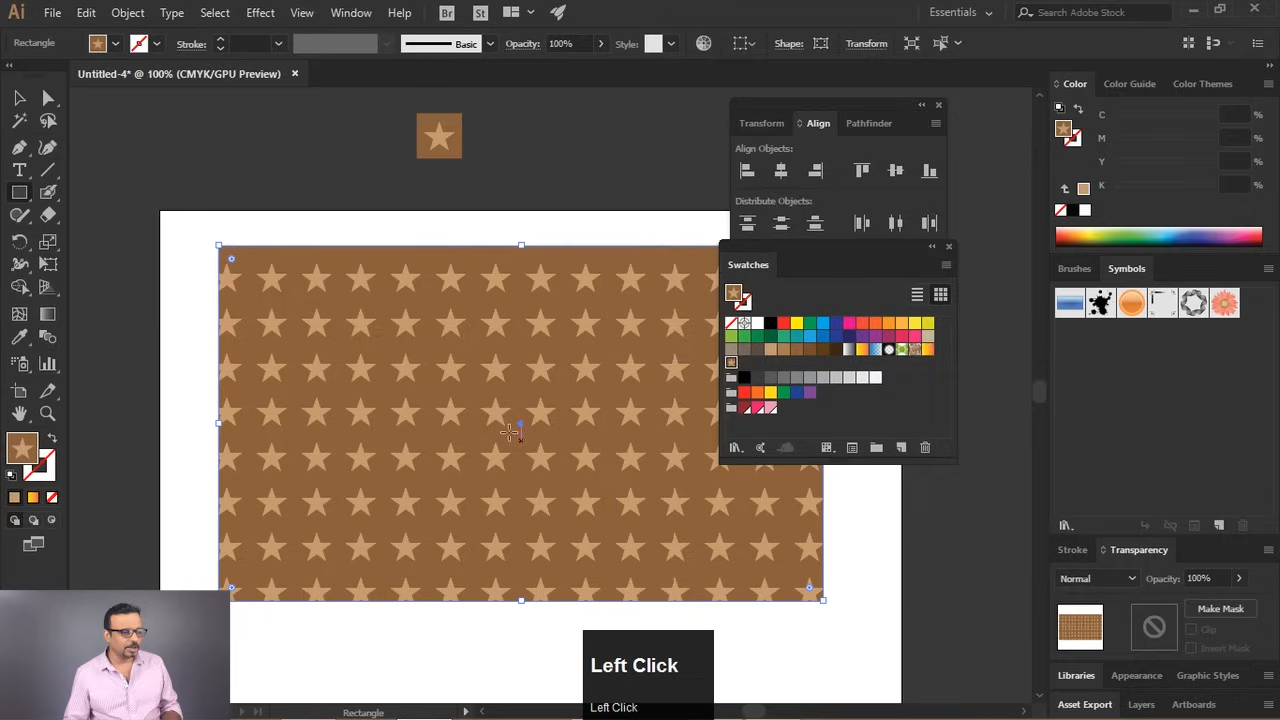 Ai File Edit Object Type Select Effect View Window Help Br St Essentials Search Adobe Stock
Rectangle Stroke: Basic Opacity: 100% Style: Shape: Transform
Untitled-4* @ 100% (CMYK/GPU Preview)
Color Color Guide Color Themes
C %
M %
Y %
K %
Transform Align Pathfinder
Align Objects:
Distribute Objects:
Swatches
Brushes Symbols
Stroke Transparency
Normal Opacity: 100%
Make Mask
Clip
Invert Mask
Libraries Appearance Graphic Styles
Asset Export Layers Artboards
Left Click
Left Click
Rectangle